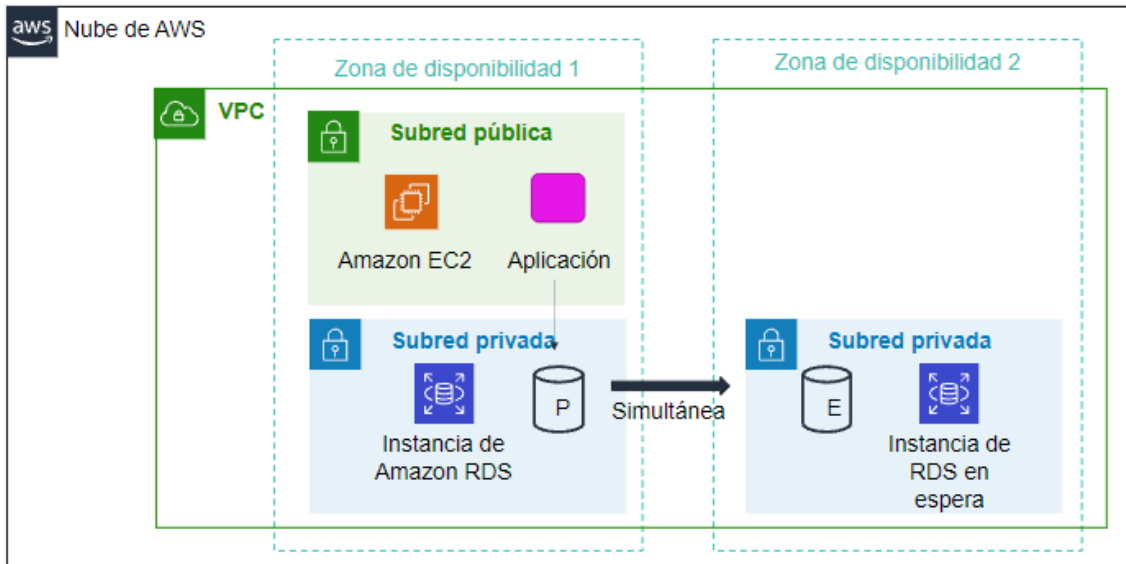 aws
Nube de AWS
Zona de disponibilidad 1
Zona de disponibilidad 2
VPC
Subred pública
Amazon EC2
Aplicación
Subred privada
P
Instancia de
Amazon RDS
Simultánea
Subred privada
E
Instancia de
RDS en
espera